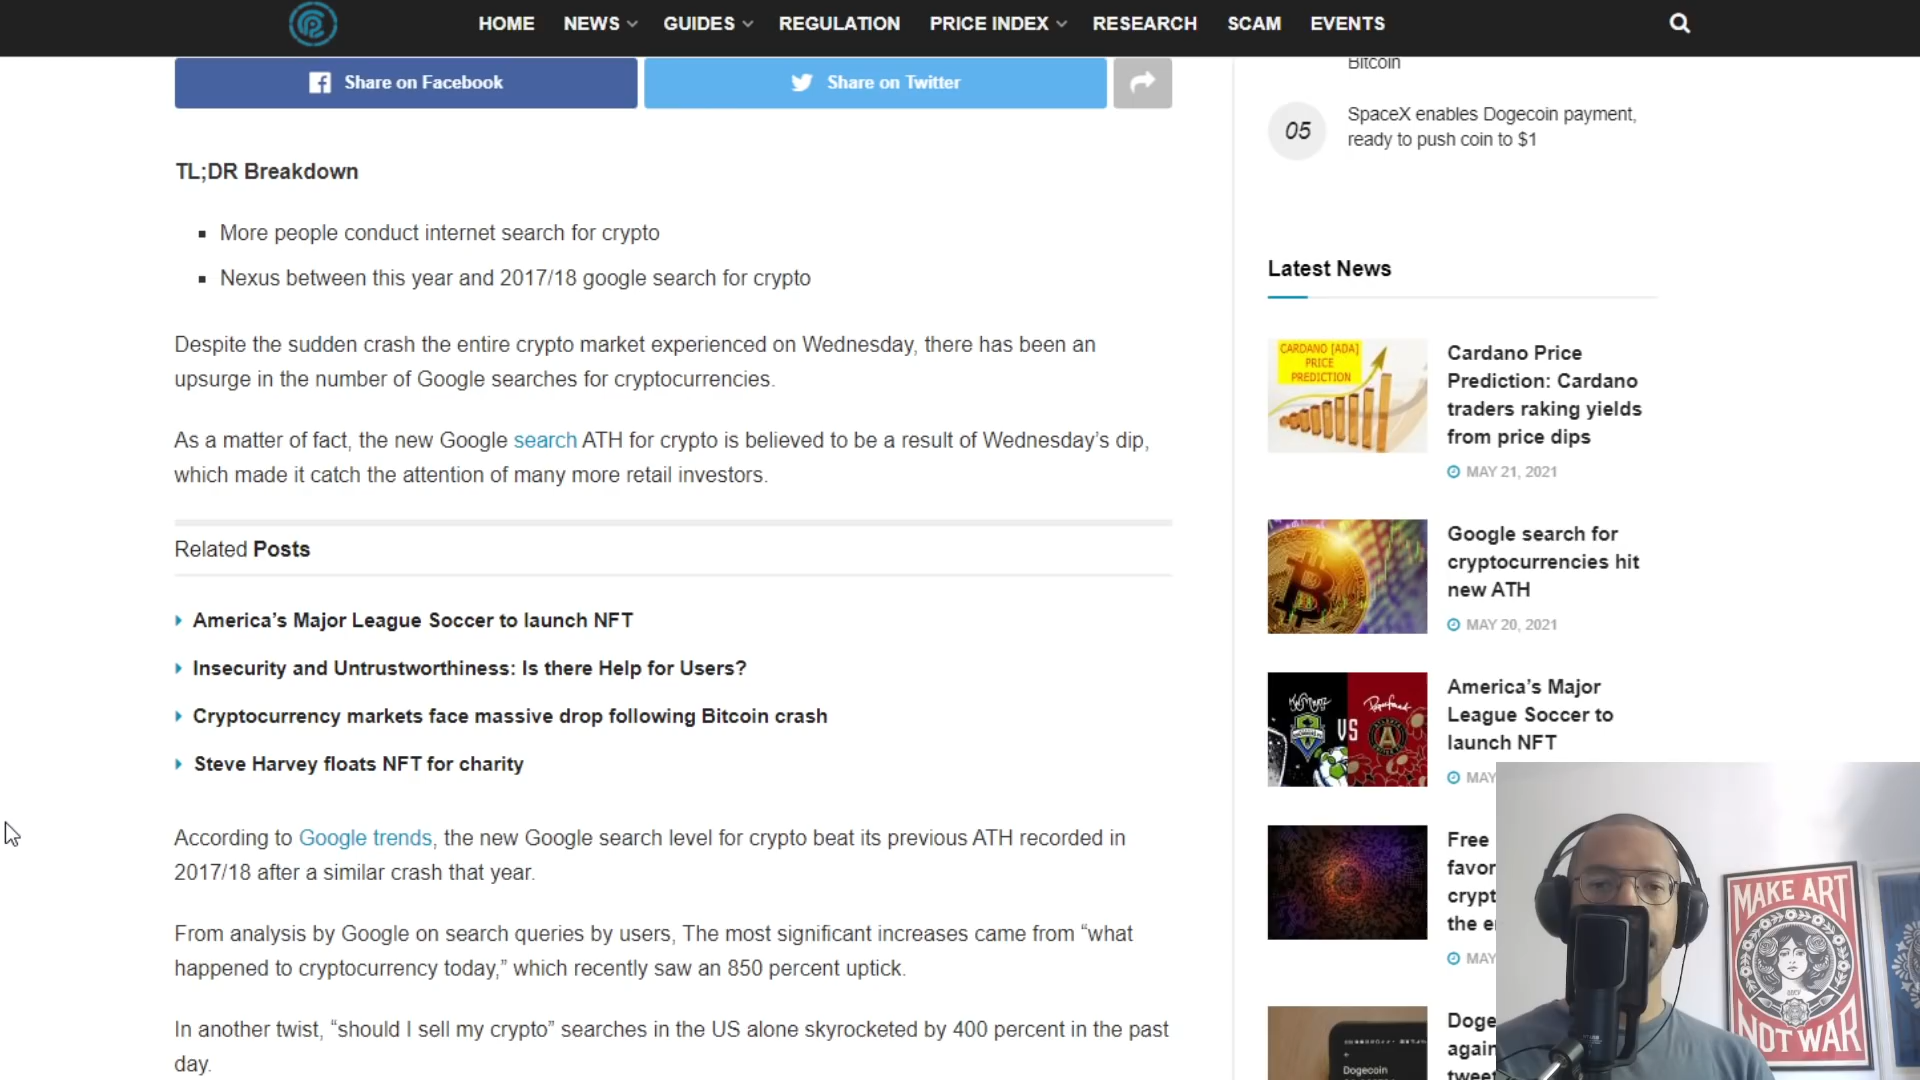 HOME NEWS GUIDES REGULATION PRICE INDEX RESEARCH SCAM EVENTS
Share on Facebook
Share on Twitter
TL;DR Breakdown
More people conduct internet search for crypto
Nexus between this year and 2017/18 google search for crypto
Despite the sudden crash the entire crypto market experienced on Wednesday, there has been an
upsurge in the number of Google searches for cryptocurrencies.
As a matter of fact, the new Google search ATH for crypto is believed to be a result of Wednesday’s dip,
which made it catch the attention of many more retail investors.
Related Posts
America’s Major League Soccer to launch NFT
Insecurity and Untrustworthiness: Is there Help for Users?
Cryptocurrency markets face massive drop following Bitcoin crash
Steve Harvey floats NFT for charity
According to Google trends, the new Google search level for crypto beat its previous ATH recorded in
2017/18 after a similar crash that year.
From analysis by Google on search queries by users, The most significant increases came from “what
happened to cryptocurrency today,” which recently saw an 850 percent uptick.
In another twist, “should I sell my crypto” searches in the US alone skyrocketed by 400 percent in the past
day.
Bitcoin
05
SpaceX enables Dogecoin payment,
ready to push coin to $1
Latest News
CARDANO [ADA]
PRICE
PREDICTION
Cardano Price
Prediction: Cardano
traders raking yields
from price dips
MAY 21, 2021
Google search for
cryptocurrencies hit
new ATH
MAY 20, 2021
VS
America’s Major
League Soccer to
launch NFT
MAY
Free
favor
crypt
the e
MAY
Dogecoin
Doge
again
tweet
MAKE ART
NOT WAR